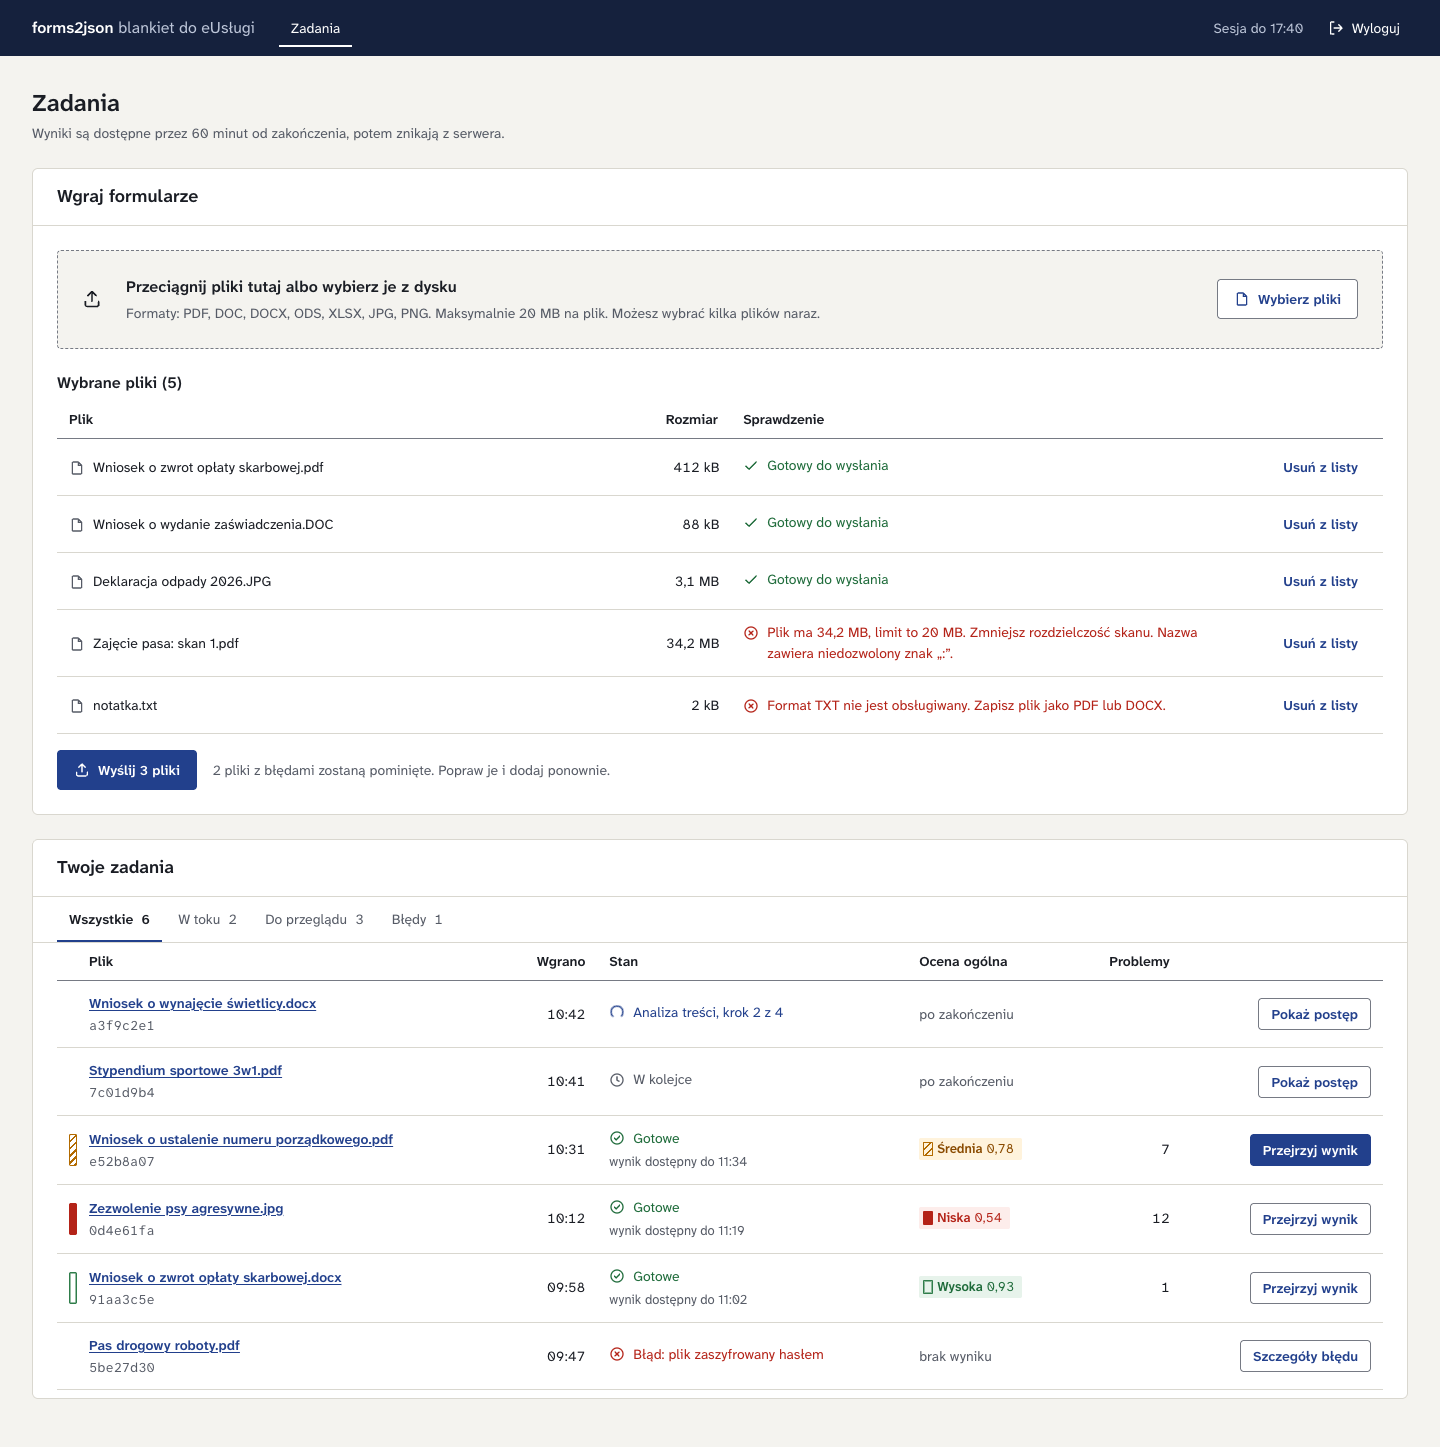 forms2json blankiet do eUsługi Zadania Sesja do 17:40 Wyloguj
Zadania
Wyniki są dostępne przez 60 minut od zakończenia, potem znikają z serwera.
Wgraj formularze
Przeciągnij pliki tutaj albo wybierz je z dysku
Formaty: PDF, DOC, DOCX, ODS, XLSX, JPG, PNG. Maksymalnie 20 MB na plik. Możesz wybrać kilka plików naraz.
Wybierz pliki
Wybrane pliki (5)
Plik Rozmiar Sprawdzenie
Wniosek o zwrot opłaty skarbowej.pdf 412 kB Gotowy do wysłania Usuń z listy
Wniosek o wydanie zaświadczenia.DOC 88 kB Gotowy do wysłania Usuń z listy
Deklaracja odpady 2026.JPG 3,1 MB Gotowy do wysłania Usuń z listy
Zajęcie pasa: skan 1.pdf 34,2 MB Plik ma 34,2 MB, limit to 20 MB. Zmniejsz rozdzielczość skanu. Nazwa
zawiera niedozwolony znak „:”. Usuń z listy
notatka.txt 2 kB Format TXT nie jest obsługiwany. Zapisz plik jako PDF lub DOCX. Usuń z listy
Wyślij 3 pliki 2 pliki z błędami zostaną pominięte. Popraw je i dodaj ponownie.
Twoje zadania
Wszystkie 6 W toku 2 Do przeglądu 3 Błędy 1
Plik Wgrano Stan Ocena ogólna Problemy
Wniosek o wynajęcie świetlicy.docx
a3f9c2e1 10:42 Analiza treści, krok 2 z 4 po zakończeniu Pokaż postęp
Stypendium sportowe 3w1.pdf
7c01d9b4 10:41 W kolejce po zakończeniu Pokaż postęp
Wniosek o ustalenie numeru porządkowego.pdf
e52b8a07 10:31 Gotowe
wynik dostępny do 11:34 Średnia 0,78 7 Przejrzyj wynik
Zezwolenie psy agresywne.jpg
0d4e61fa 10:12 Gotowe
wynik dostępny do 11:19 Niska 0,54 12 Przejrzyj wynik
Wniosek o zwrot opłaty skarbowej.docx
91aa3c5e 09:58 Gotowe
wynik dostępny do 11:02 Wysoka 0,93 1 Przejrzyj wynik
Pas drogowy roboty.pdf
5be27d30 09:47 Błąd: plik zaszyfrowany hasłem brak wyniku Szczegóły błędu